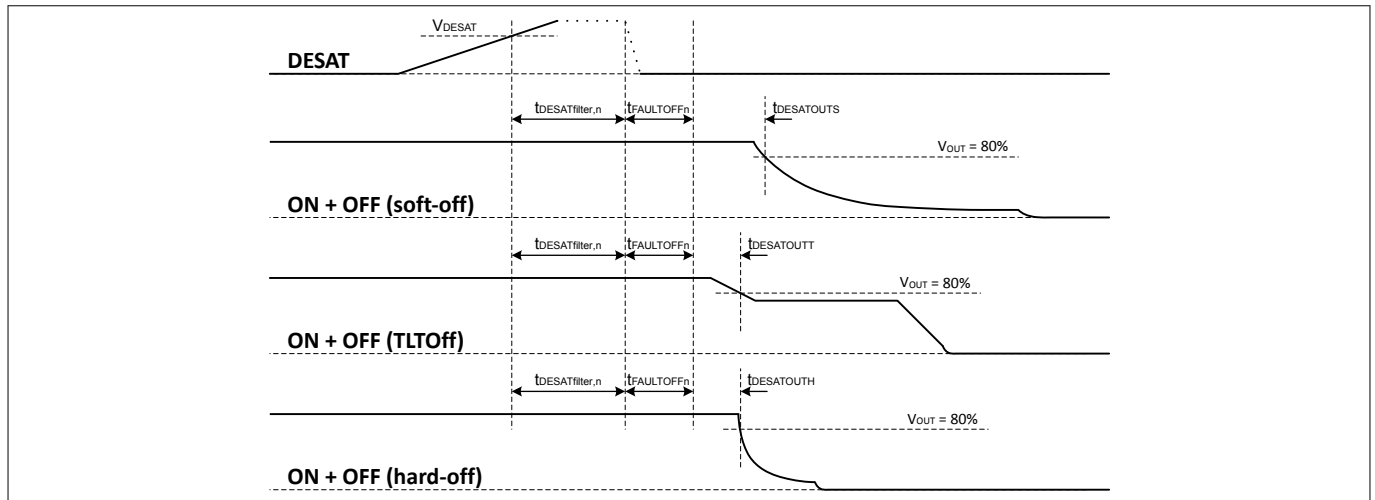 VDESAT
DESAT
tDESATfilter,n tFAULTOFFn tDESATOUTS
VOUT = 80%
ON + OFF (soft-off)
tDESATfilter,n tFAULTOFFn tDESATOUTT
VOUT = 80%
ON + OFF (TLTOff)
tDESATfilter,n tFAULTOFFn tDESATOUTH
VOUT = 80%
ON + OFF (hard-off)